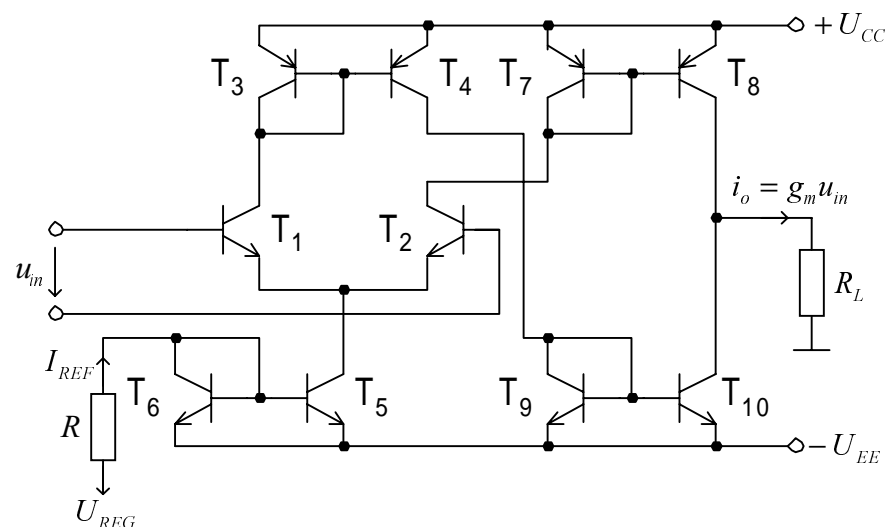 + U_CC
T_3
T_4
T_7
T_8
i_o = g_m u_in
T_1
T_2
u_in
R_L
I_REF
T_6
T_5
T_9
T_10
R
− U_EE
U_REG